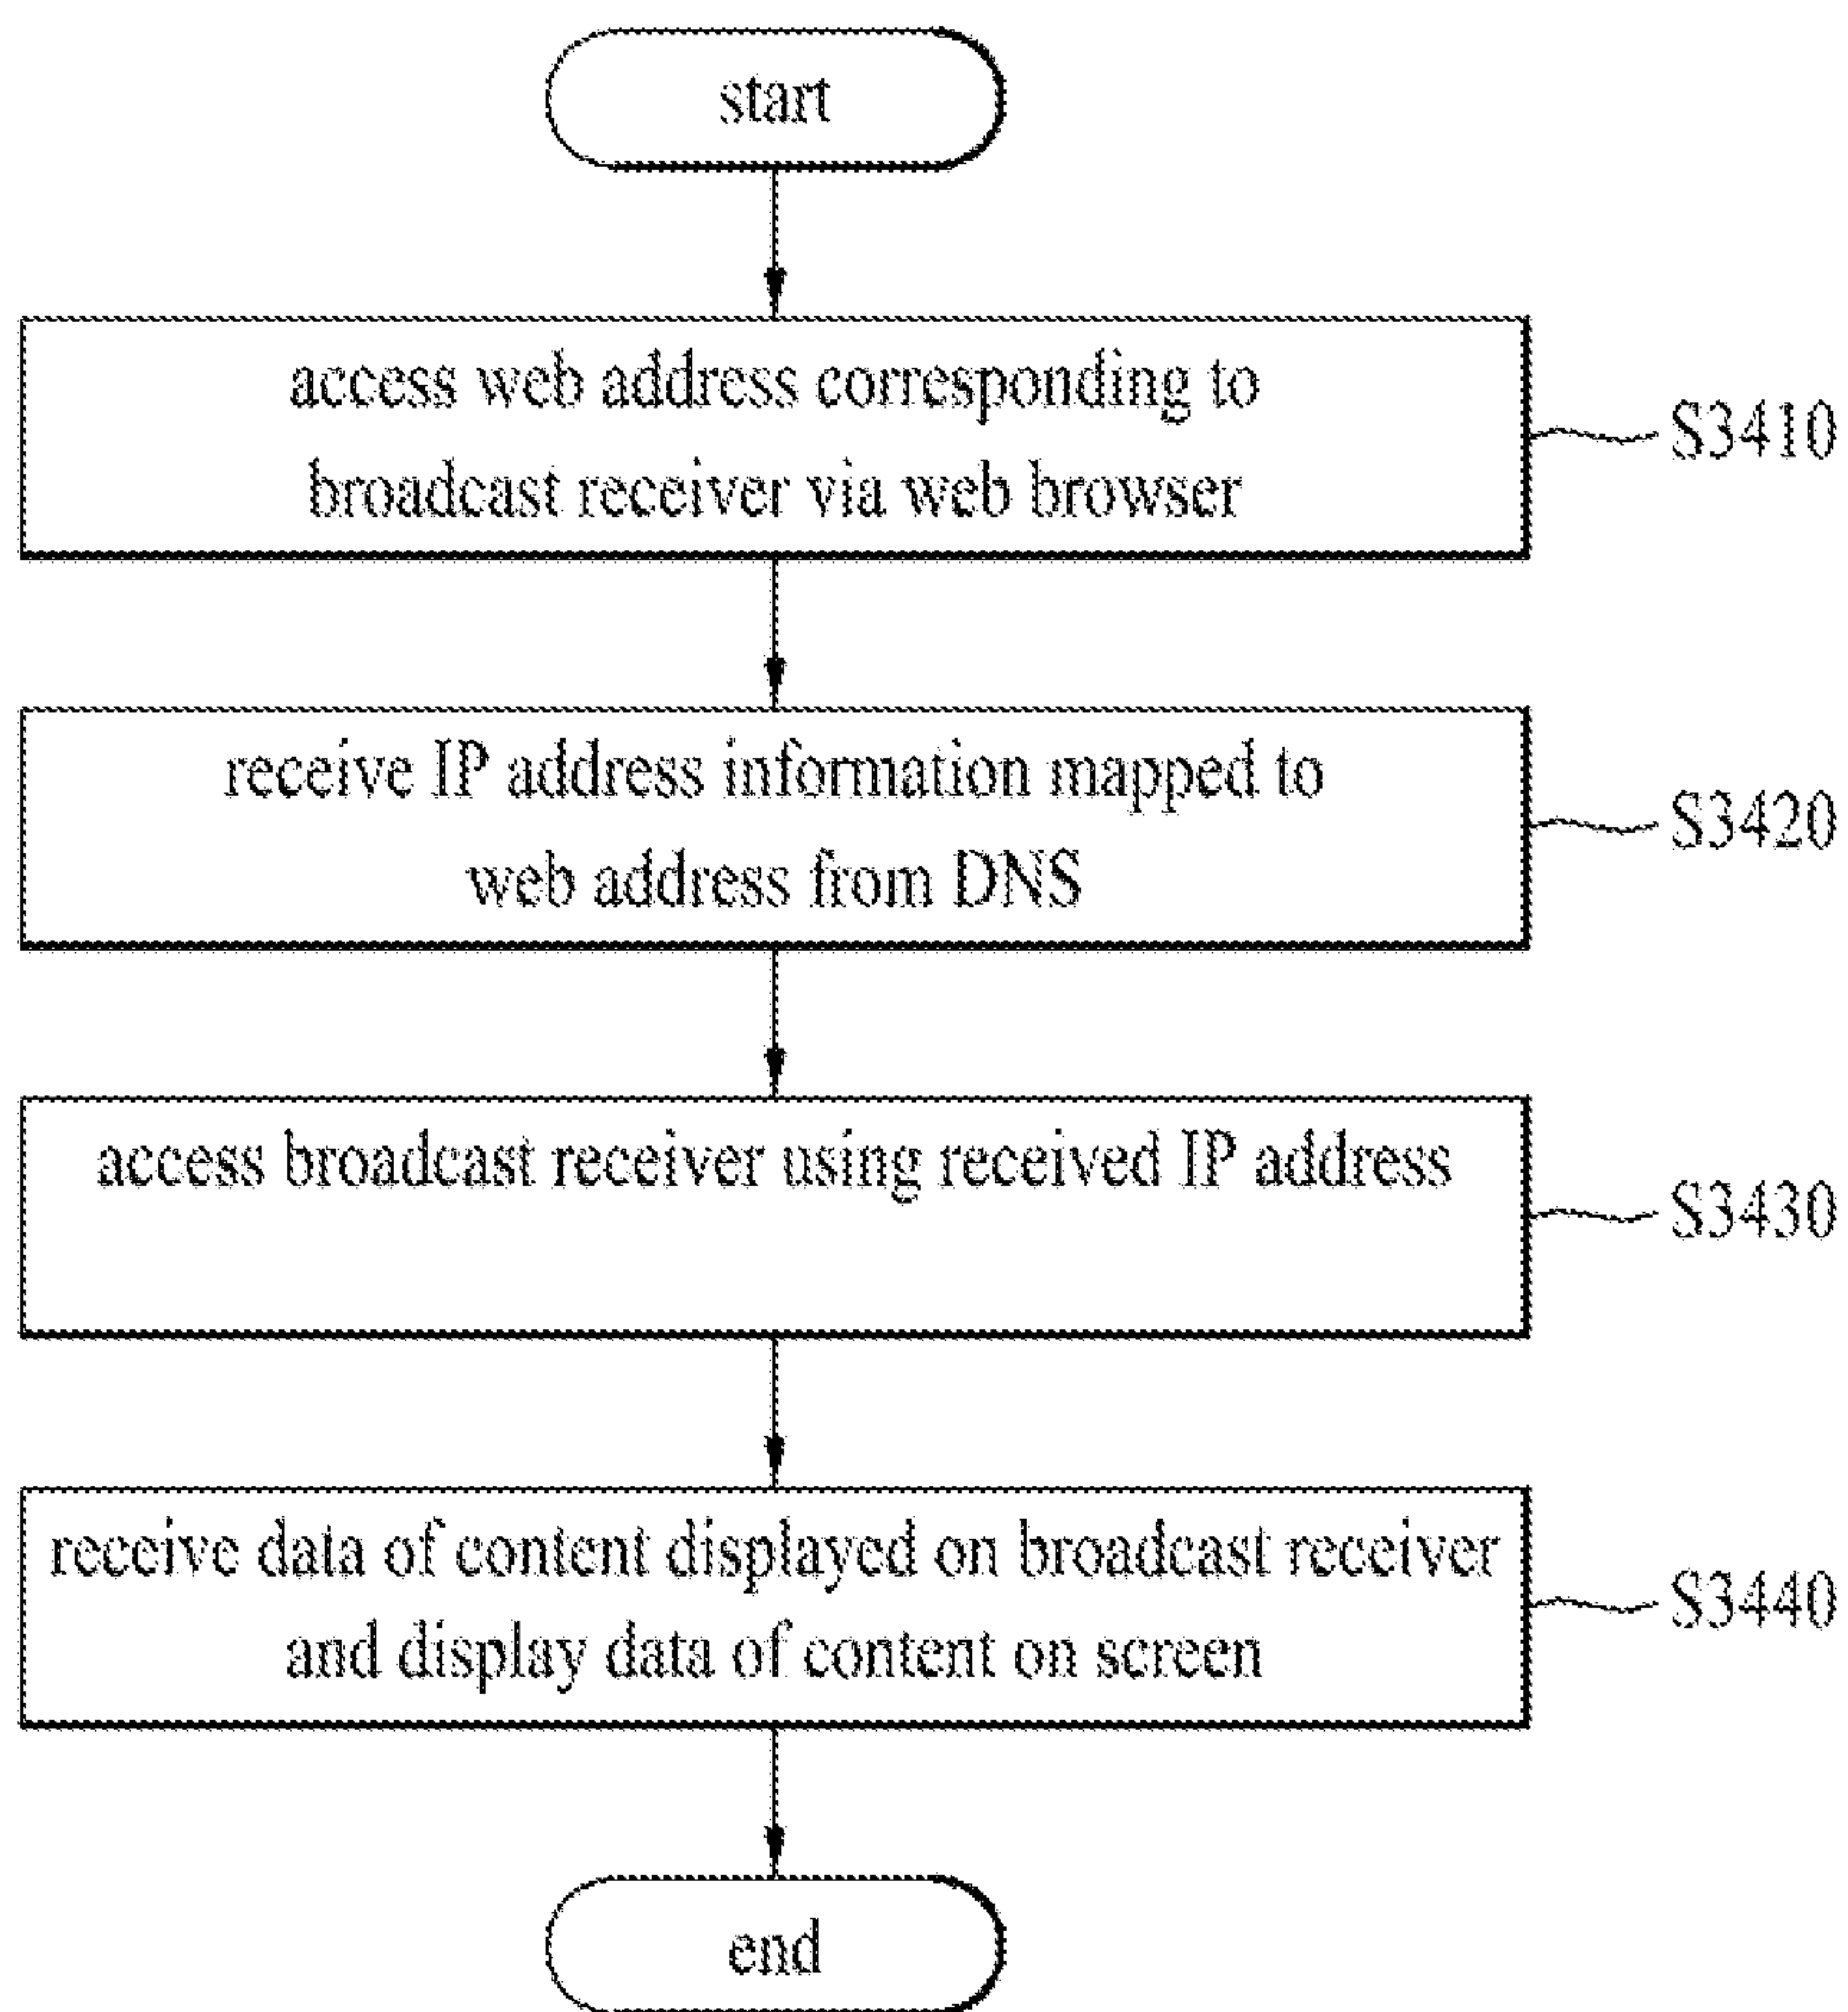 start
access web address corresponding to
broadcast receiver via web browser
S3410
receive IP address information mapped to
web address from DNS
S3420
access broadcast receiver using received IP address
S3430
receive data of content displayed on broadcast receiver
and display data of content on screen
S3440
end